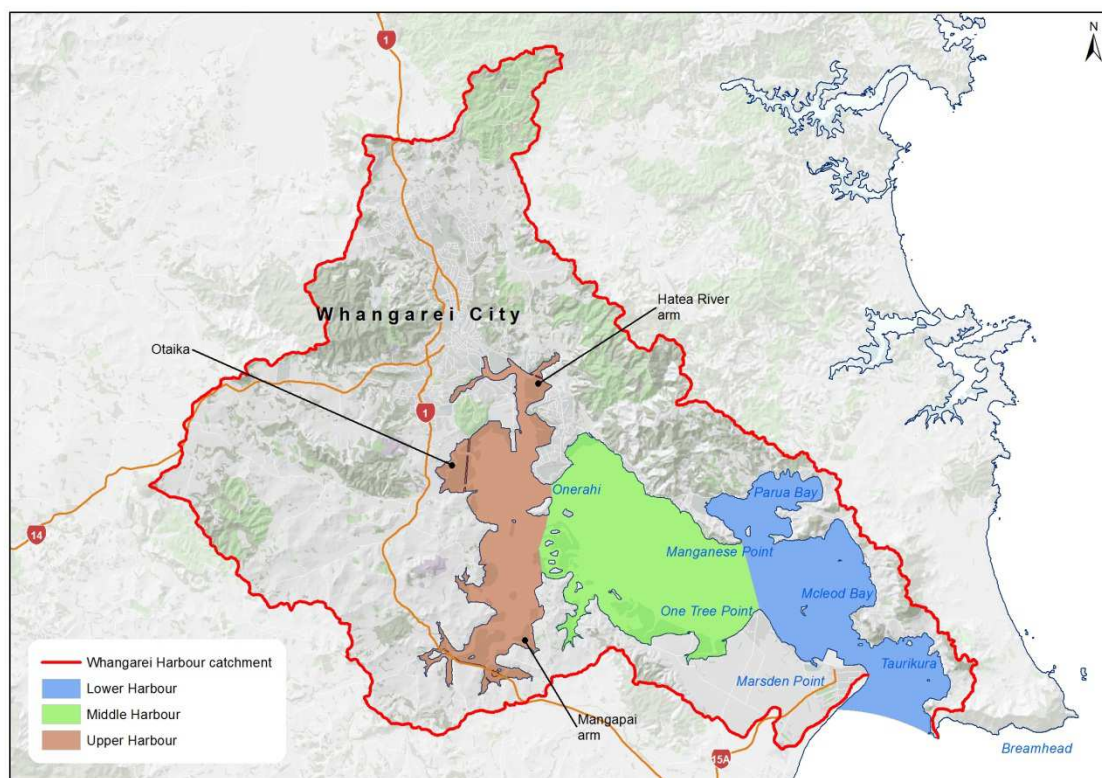 N
1
Whangarei City
Hatea River
arm
Otaika
1
Onerahi
Parua Bay
14
Manganese Point
Mcleod Bay
One Tree Point
Taurikura
Marsden Point
Mangapai
arm
15A
Breamhead
Whangarei Harbour catchment
Lower Harbour
Middle Harbour
Upper Harbour